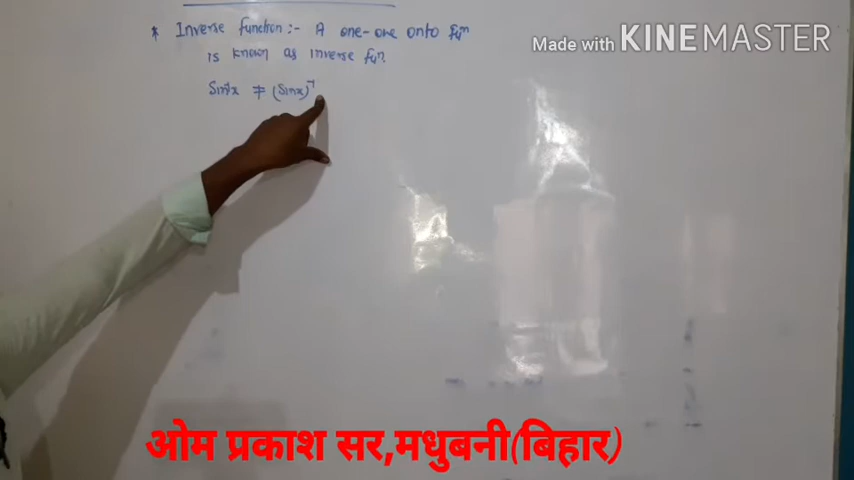 * Inverse function :- A one-one onto fun
is known as inverse fun.
Sin⁻¹x ≠ (Sinx)⁻¹
Made with KINEMASTER
ओम प्रकाश सर,मधुबनी(बिहार)